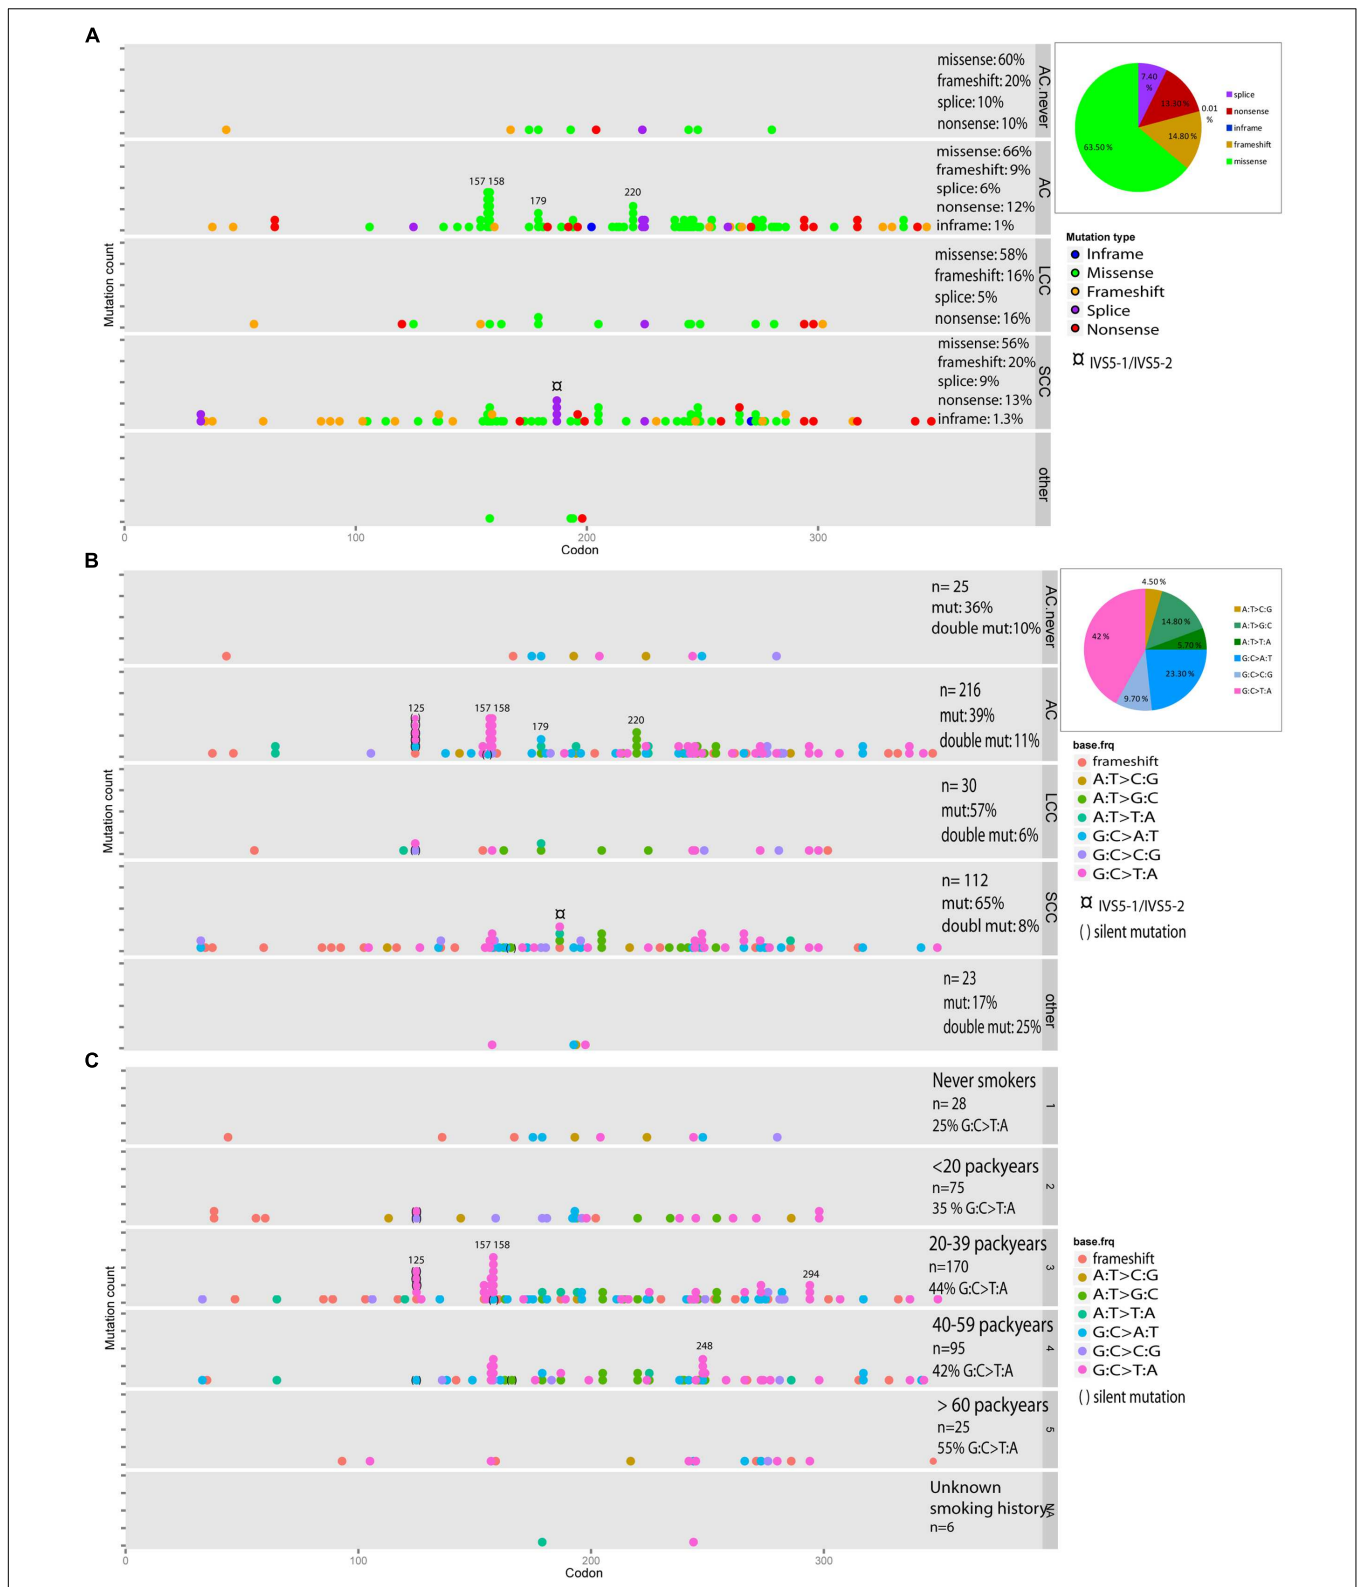 A
missense: 60%
frameshift: 20%
splice: 10%
nonsense: 10%
AC.never
157 158
179
220
missense: 66%
frameshift: 9%
splice: 6%
nonsense: 12%
inframe: 1%
AC
missense: 58%
frameshift: 16%
splice: 5%
nonsense: 16%
LCC
¤
missense: 56%
frameshift: 20%
splice: 9%
nonsense: 13%
inframe: 1.3%
SCC
other
Mutation count
0 100 200 300
Codon
7.40 %
13.30 %
0.01 %
14.80 %
63.50 %
splice
nonsense
inframe
frameshift
missense
Mutation type
Inframe
Missense
Frameshift
Splice
Nonsense
¤ IVS5-1/IVS5-2
B
n= 25
mut: 36%
double mut: 10%
AC.never
125
157 158
179
220
n= 216
mut: 39%
double mut: 11%
AC
n= 30
mut:57%
double mut: 6%
LCC
¤
n= 112
mut: 65%
doubl mut: 8%
SCC
n= 23
mut: 17%
double mut: 25%
other
Mutation count
4.50 %
14.80 %
5.70 %
23.30 %
9.70 %
42 %
A:T>C:G
A:T>G:C
A:T>T:A
G:C>A:T
G:C>C:G
G:C>T:A
base.frq
frameshift
A:T>C:G
A:T>G:C
A:T>T:A
G:C>A:T
G:C>C:G
G:C>T:A
¤ IVS5-1/IVS5-2
( ) silent mutation
C
Never smokers
n= 28
25% G:C>T:A
1
<20 packyears
n=75
35 % G:C>T:A
2
125
157 158
294
20-39 packyears
n=170
44% G:C>T:A
3
248
40-59 packyears
n=95
42% G:C>T:A
4
> 60 packyears
n=25
55% G:C>T:A
5
Unknown
smoking history
n=6
NA
Mutation count
0 100 200 300
Codon
base.frq
frameshift
A:T>C:G
A:T>G:C
A:T>T:A
G:C>A:T
G:C>C:G
G:C>T:A
( ) silent mutation